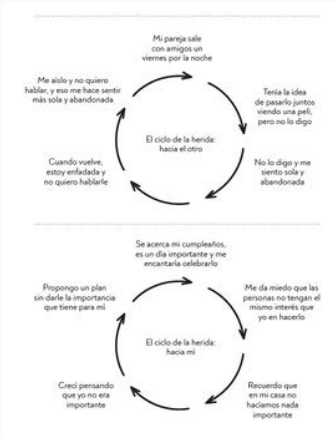 Mi pareja sale
con amigos un
viernes por la noche
Tenía la idea
de pasarlo juntos
viendo una peli,
pero no lo digo
No lo digo y me
siento sola y
abandonada
Cuando vuelve,
estoy enfadada y
no quiero hablarle
Me aíslo y no quiero
hablar, y eso me hace sentir
más sola y abandonada
El ciclo de la herida:
hacia el otro
Se acerca mi cumpleaños,
es un día importante y me
encantaría celebrarlo
Me da miedo que las
personas no tengan el
mismo interés que
yo en hacerlo
Recuerdo que
en mi casa no
hacíamos nada
importante
Crecí pensando
que yo no era
importante
Propongo un plan
sin darle la importancia
que tiene para mí
El ciclo de la herida:
hacia mí